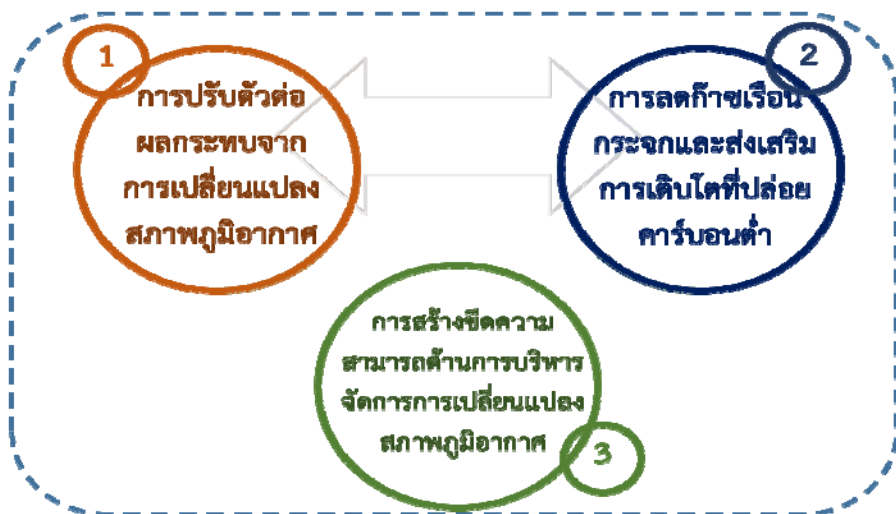 1
การปรับตัวต่อ
ผลกระทบจาก
การเปลี่ยนแปลง
สภาพภูมิอากาศ
2
การลดก๊าซเรือน
กระจกและส่งเสริม
การเติบโตที่ปล่อย
คาร์บอนต่ำ
การสร้างขีดความ
สามารถด้านการบริหาร
จัดการการเปลี่ยนแปลง
สภาพภูมิอากาศ
3